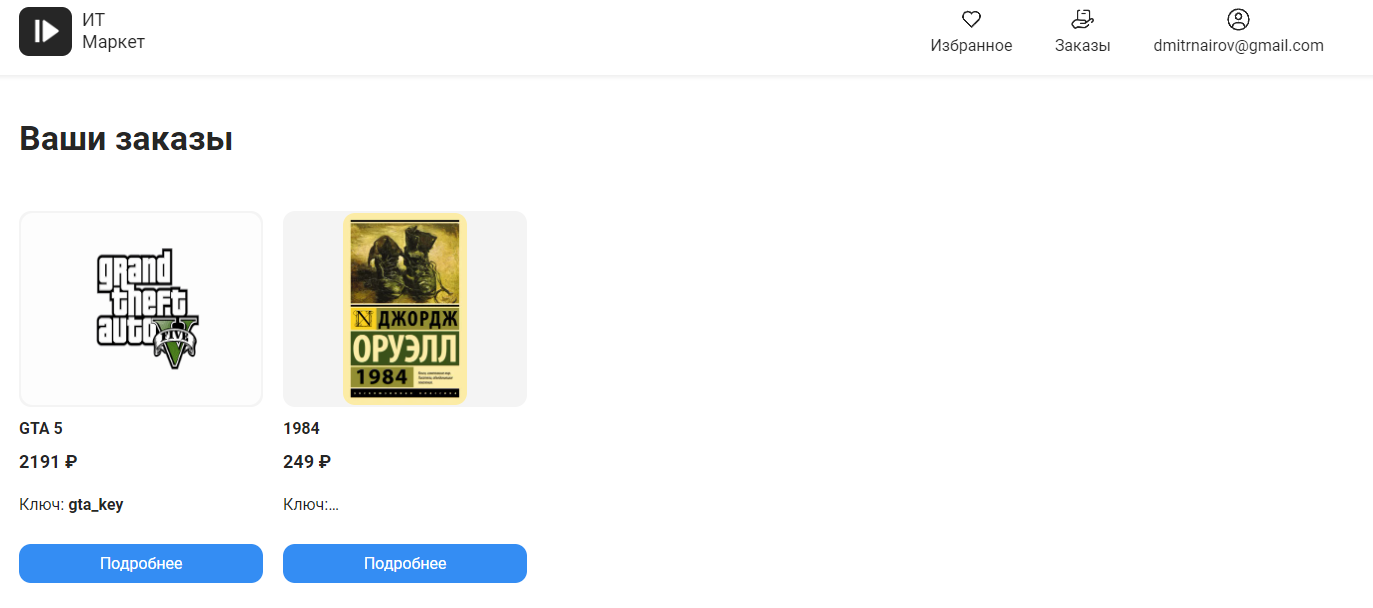 ИТ
Маркет
Избранное
Заказы
dmitrnairov@gmail.com
Ваши заказы
grand
theft
auto
FIVE
N ДЖОРДЖ
ОРУЭЛЛ
1984
GTA 5
1984
2191 ₽
249 ₽
Ключ: gta_key
Ключ:...
Подробнее
Подробнее